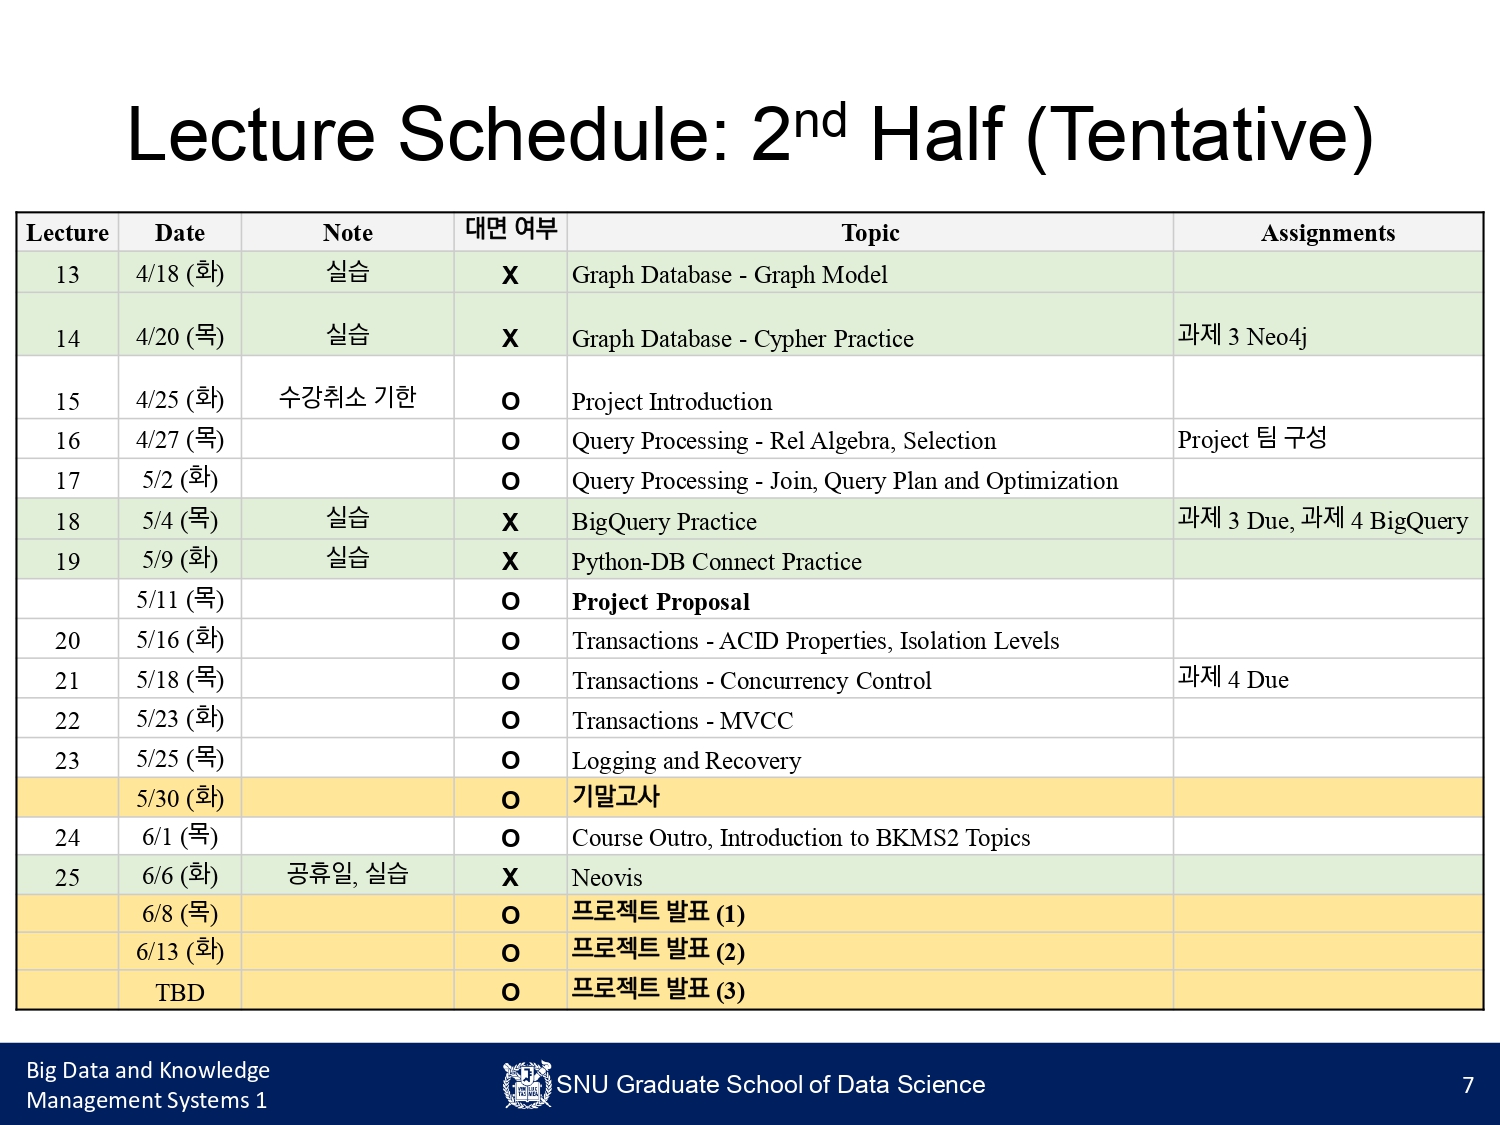 Lecture Schedule: 2nd Half (Tentative)
Lecture Date Note 대면 여부 Topic Assignments
13 4/18 (화) 실습 X Graph Database - Graph Model
14 4/20 (목) 실습 X Graph Database - Cypher Practice 과제 3 Neo4j
15 4/25 (화) 수강취소 기한 O Project Introduction
16 4/27 (목) O Query Processing - Rel Algebra, Selection Project 팀 구성
17 5/2 (화) O Query Processing - Join, Query Plan and Optimization
18 5/4 (목) 실습 X BigQuery Practice 과제 3 Due, 과제 4 BigQuery
19 5/9 (화) 실습 X Python-DB Connect Practice
5/11 (목) O Project Proposal
20 5/16 (화) O Transactions - ACID Properties, Isolation Levels
21 5/18 (목) O Transactions - Concurrency Control 과제 4 Due
22 5/23 (화) O Transactions - MVCC
23 5/25 (목) O Logging and Recovery
5/30 (화) O 기말고사
24 6/1 (목) O Course Outro, Introduction to BKMS2 Topics
25 6/6 (화) 공휴일, 실습 X Neovis
6/8 (목) O 프로젝트 발표 (1)
6/13 (화) O 프로젝트 발표 (2)
TBD O 프로젝트 발표 (3)
Big Data and Knowledge
Management Systems 1
SNU Graduate School of Data Science
7